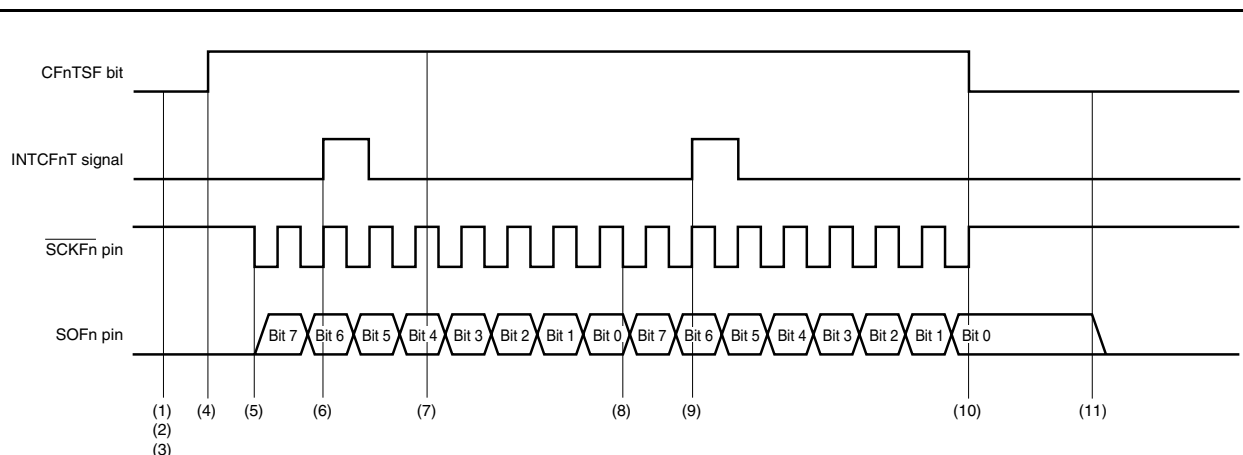 CFnTSF bit
INTCFnT signal
SCKFn pin
SOFn pin
Bit 7 Bit 6 Bit 5 Bit 4 Bit 3 Bit 2 Bit 1 Bit 0 Bit 7 Bit 6 Bit 5 Bit 4 Bit 3 Bit 2 Bit 1 Bit 0
(1) (4) (5) (6) (7) (8) (9) (10) (11)
(2)
(3)